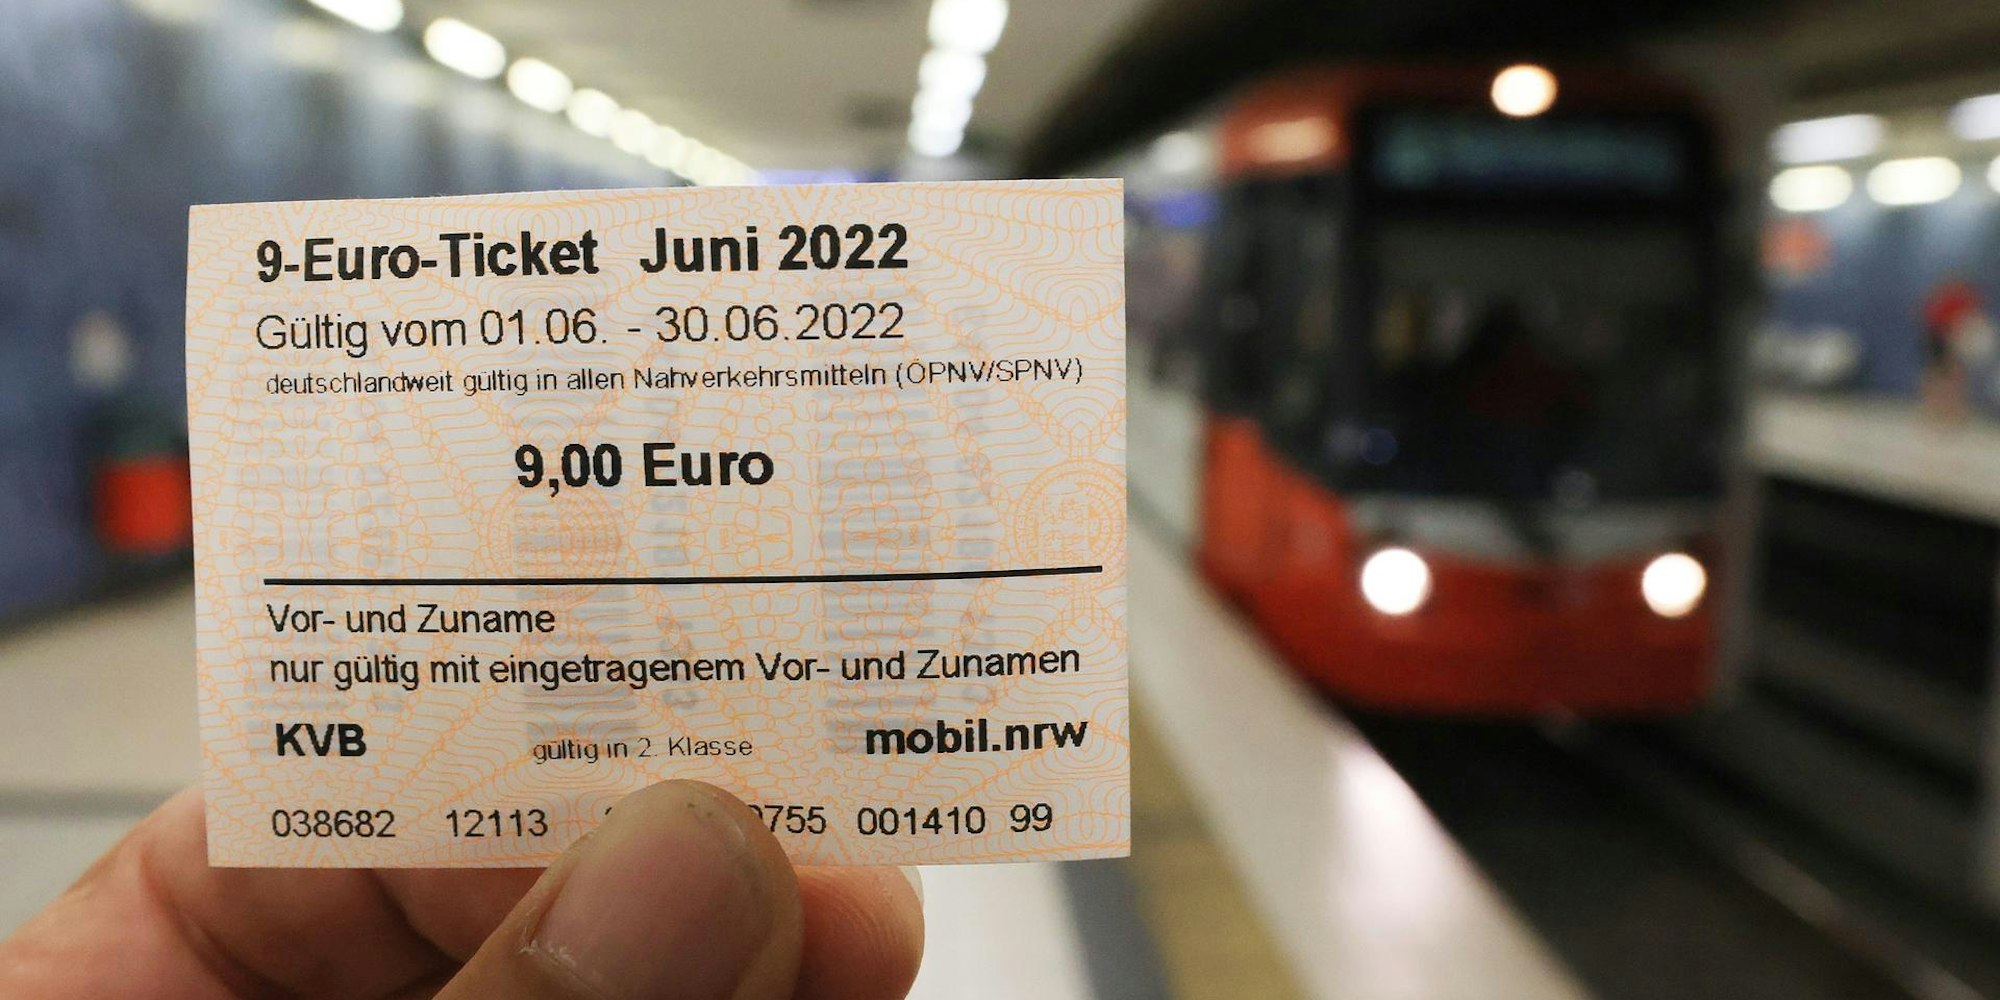 9-Euro-Ticket Juni 2022
Gültig vom 01.06. - 30.06.2022
deutschlandweit gültig in allen Nahverkehrsmitteln (ÖPNV/SPNV)
9,00 Euro
Vor- und Zuname
nur gültig mit eingetragenem Vor- und Zunamen
KVB gültig in 2. Klasse mobil.nrw
038682 12113 755 001410 99